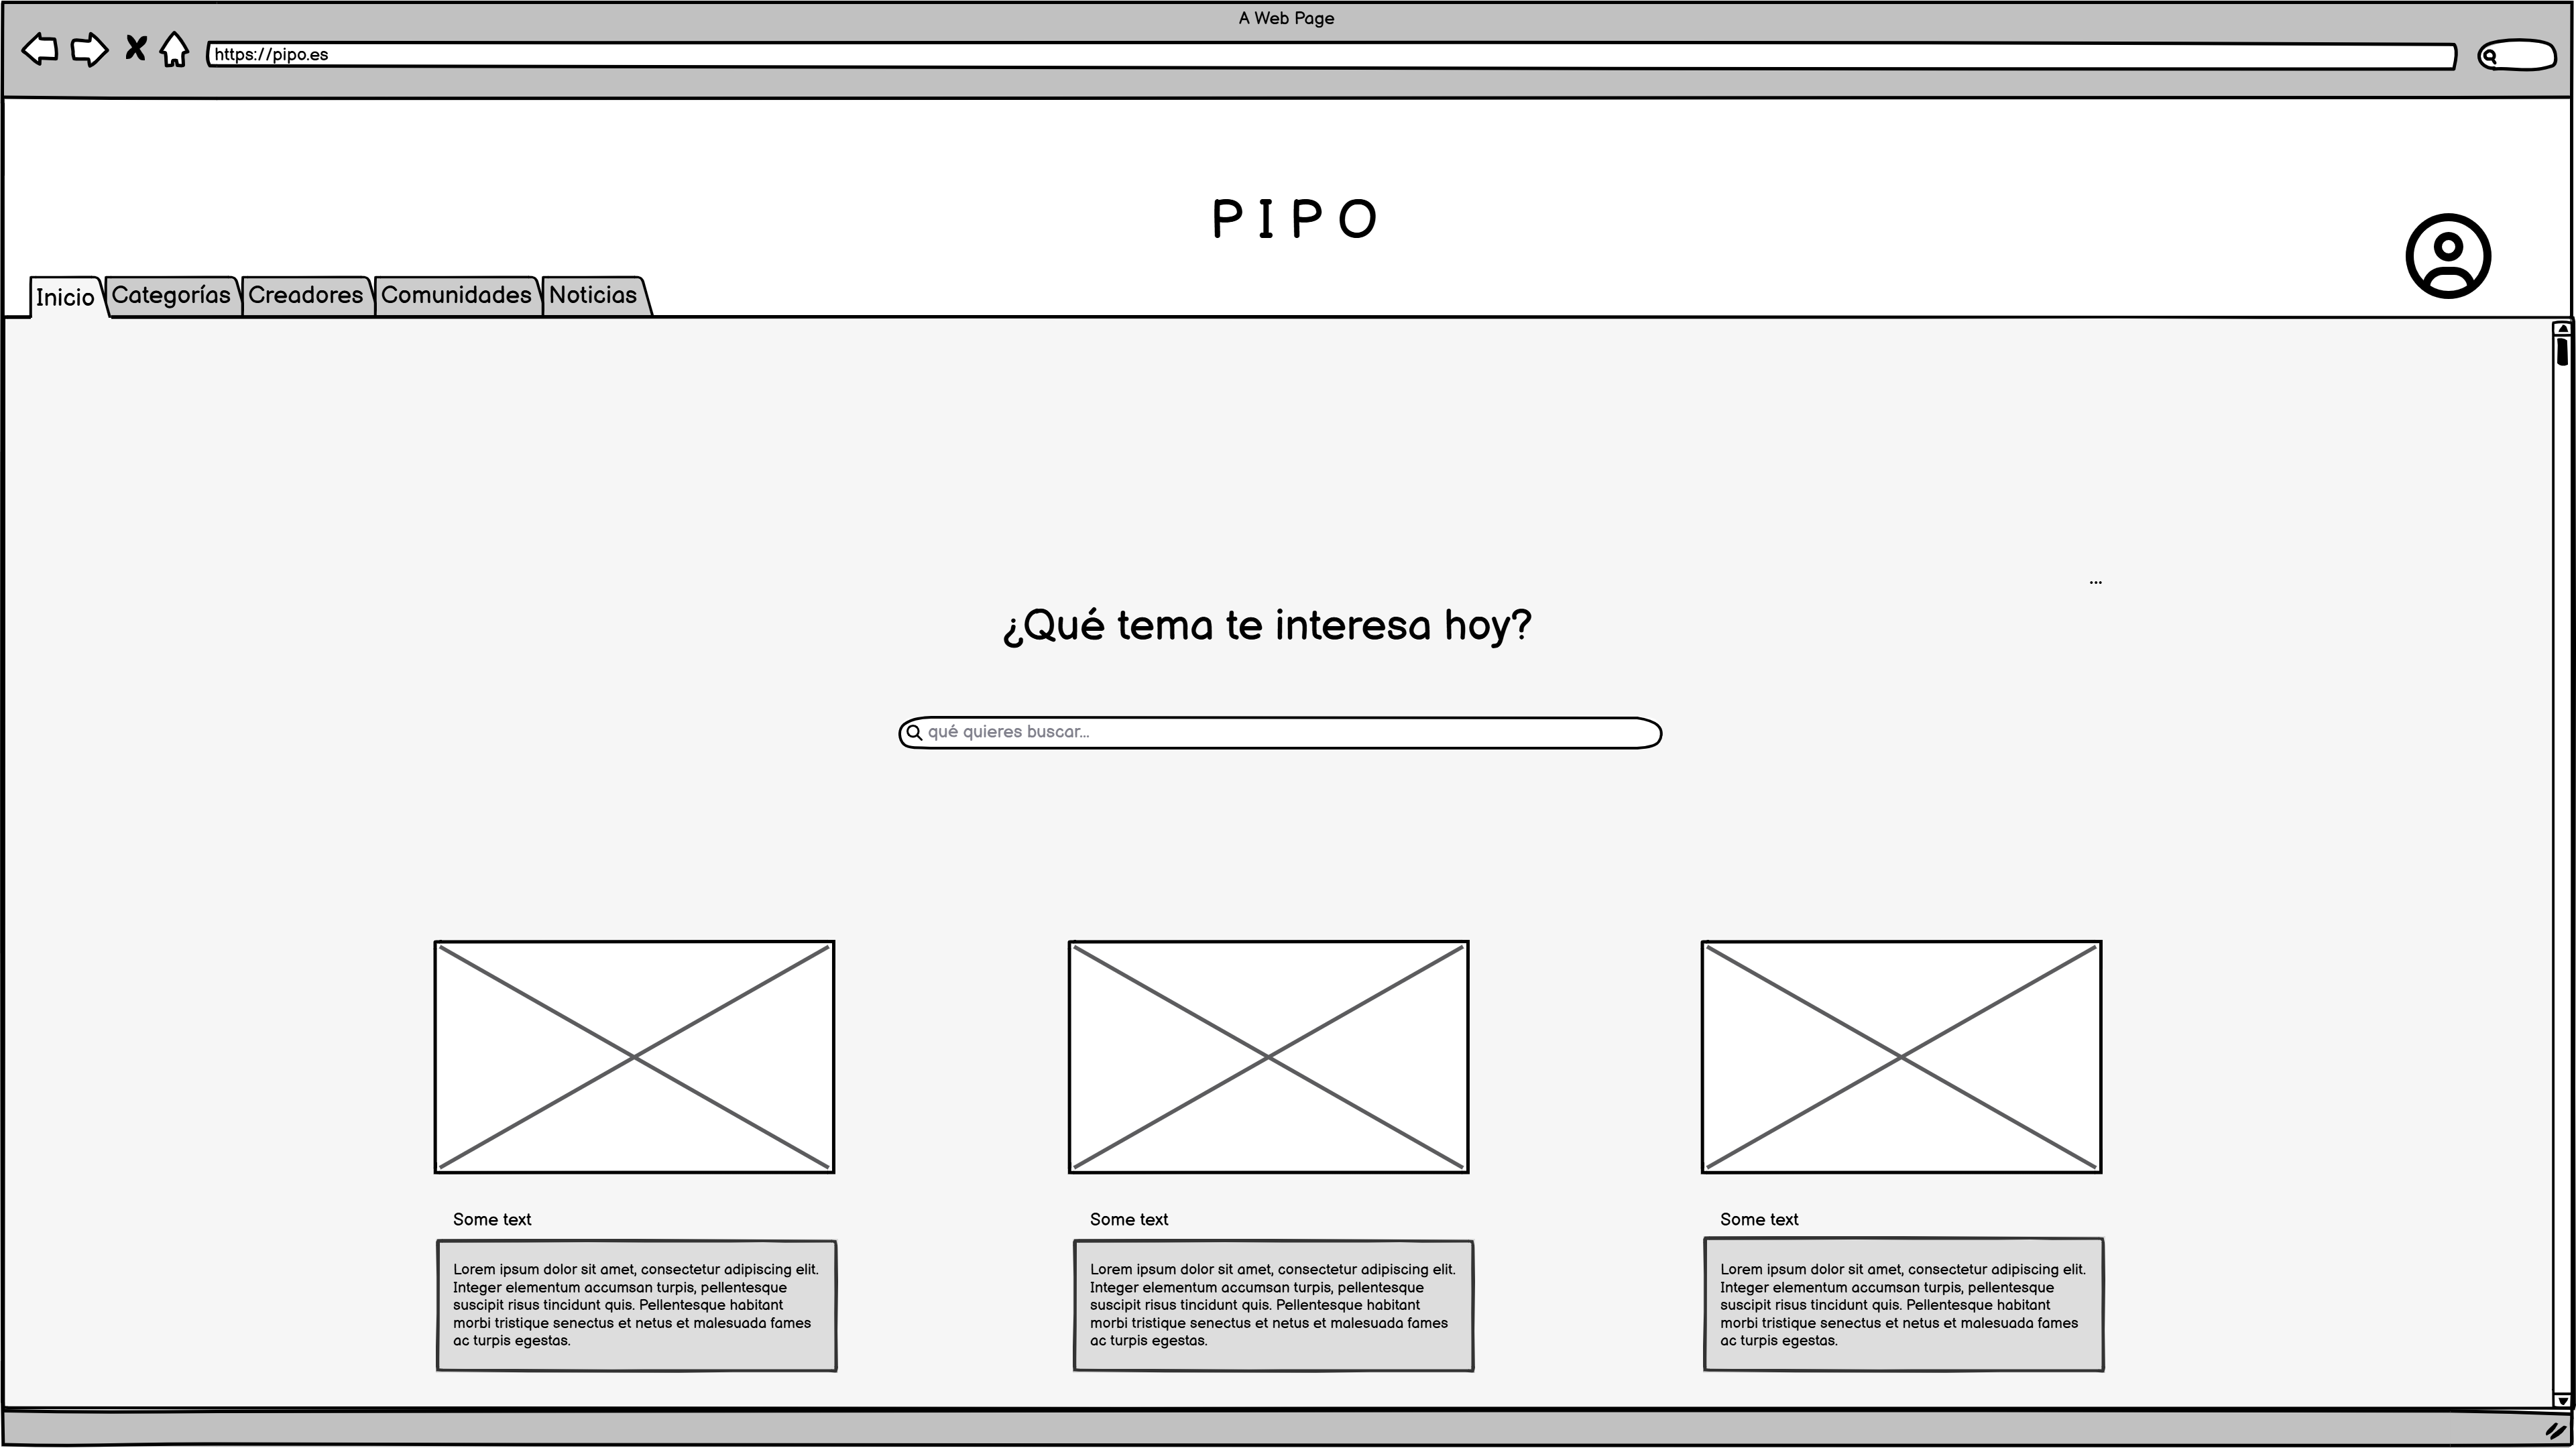 A Web Page
https://pipo.es
P I P O
Inicio Categorías Creadores Comunidades Noticias
...
¿Qué tema te interesa hoy?
qué quieres buscar...
Some text
Lorem ipsum dolor sit amet, consectetur adipiscing elit.
Integer elementum accumsan turpis, pellentesque
suscipit risus tincidunt quis. Pellentesque habitant
morbi tristique senectus et netus et malesuada fames
ac turpis egestas.
Some text
Lorem ipsum dolor sit amet, consectetur adipiscing elit.
Integer elementum accumsan turpis, pellentesque
suscipit risus tincidunt quis. Pellentesque habitant
morbi tristique senectus et netus et malesuada fames
ac turpis egestas.
Some text
Lorem ipsum dolor sit amet, consectetur adipiscing elit.
Integer elementum accumsan turpis, pellentesque
suscipit risus tincidunt quis. Pellentesque habitant
morbi tristique senectus et netus et malesuada fames
ac turpis egestas.